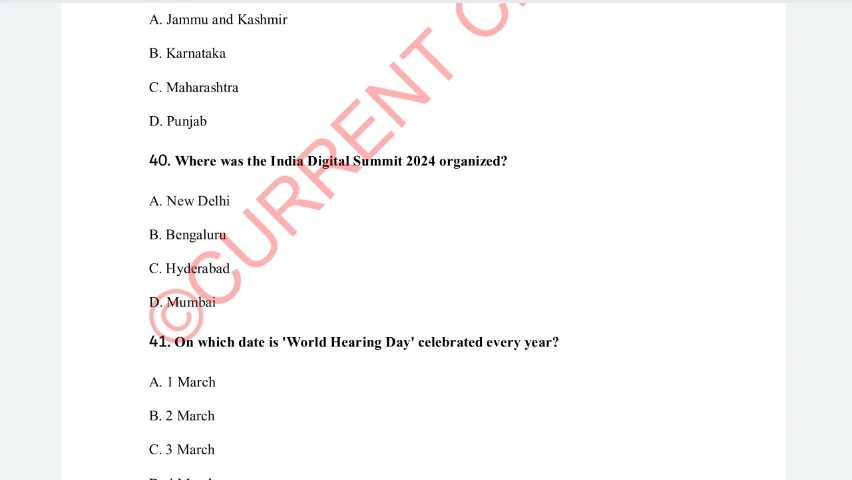 A. Jammu and Kashmir
B. Karnataka
C. Maharashtra
D. Punjab
40. Where was the India Digital Summit 2024 organized?
A. New Delhi
B. Bengaluru
C. Hyderabad
D. Mumbai
41. On which date is 'World Hearing Day' celebrated every year?
A. 1 March
B. 2 March
C. 3 March
©CURRENT